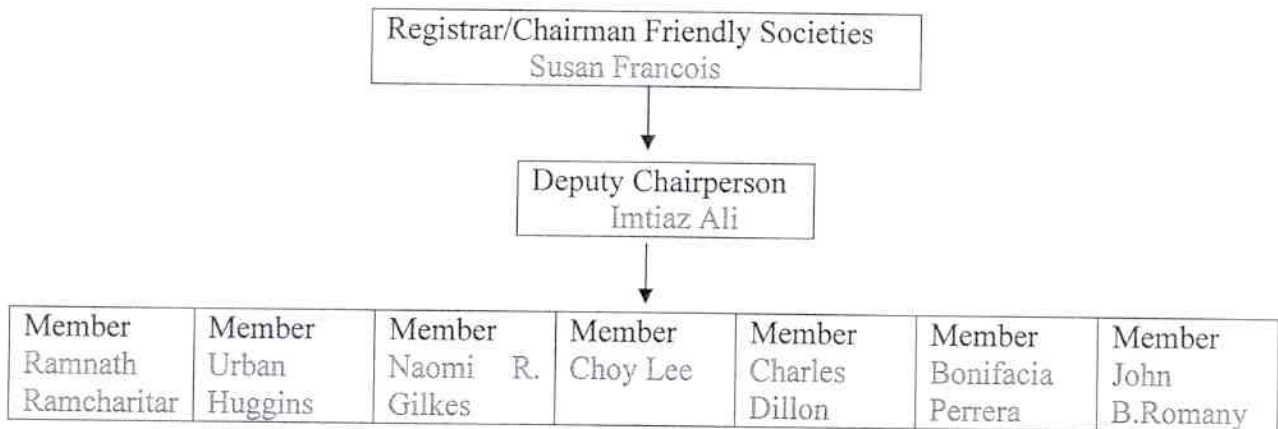 Registrar/Chairman Friendly Societies
Susan Francois
Deputy Chairperson
Imtiaz Ali
Member
Ramnath
Ramcharitar
Member
Urban
Huggins
Member
Naomi R.
Gilkes
Member
Choy Lee
Member
Charles
Dillon
Member
Bonifacia
Perrera
Member
John
B.Romany